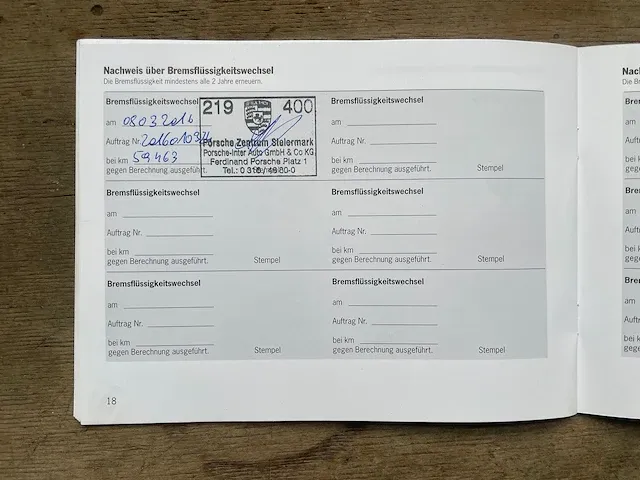 Nachweis über Bremsflüssigkeitswechsel
Die Bremsflüssigkeit mindestens alle 2 Jahre erneuern.
Bremsflüssigkeitswechsel
am 08.03.2016
Auftrag Nr.
bei km 59463
gegen Berechnung ausgeführt.
219 400
Porsche Zentrum Steiermark
Porsche-Inter Auto GmbH & Co KG
Ferdinand Porsche Platz 1
Bremsflüssigkeitswechsel
am
Auftrag Nr.
bei km
gegen Berechnung ausgeführt. Stempel
Bremsflüssigkeitswechsel
am
Auftrag Nr.
bei km
gegen Berechnung ausgeführt. Stempel
Bremsflüssigkeitswechsel
am
Auftrag Nr.
bei km
gegen Berechnung ausgeführt. Stempel
Bremsflüssigkeitswechsel
am
Auftrag Nr.
bei km
gegen Berechnung ausgeführt. Stempel
Bremsflüssigkeitswechsel
am
Auftrag Nr.
bei km
gegen Berechnung ausgeführt. Stempel
18